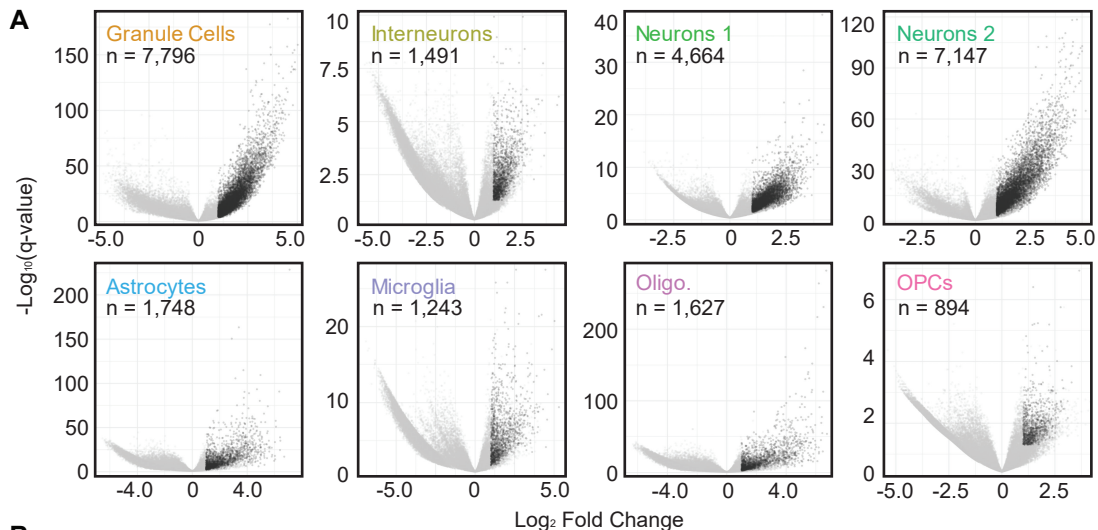 A
-Log10(q-value)
Granule Cells
n = 7,796
150
100
50
0
-5.0 0 5.0
Interneurons
n = 1,491
10
7.5
5
2.5
0
-5.0 -2.5 0 2.5
Neurons 1
n = 4,664
40
30
20
10
0
-2.5 0 2.5
Neurons 2
n = 7,147
120
90
60
30
0
-2.5 0 2.5 5.0
Astrocytes
n = 1,748
200
150
100
50
0
-4.0 0 4.0
Microglia
n = 1,243
20
10
0
-5.0 -2.5 0 2.5 5.0
Oligo.
n = 1,627
200
100
0
-4.0 0 4.0
OPCs
n = 894
6
4
2
0
-5.0 -2.5 0 2.5
Log2 Fold Change